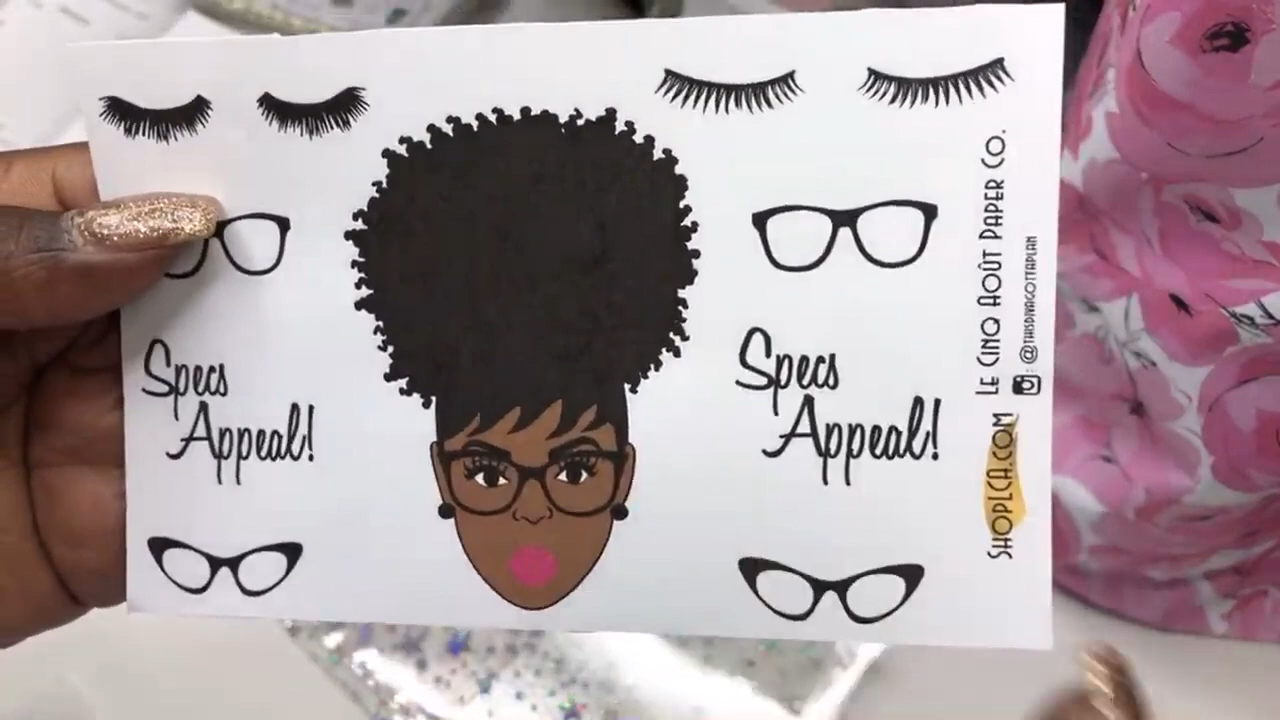 Specs
Appeal!
Specs
Appeal!
SHOPLCA.COM LE CINQ AOÛT PAPER CO.
: @THISDIVAGOTTAPLAN